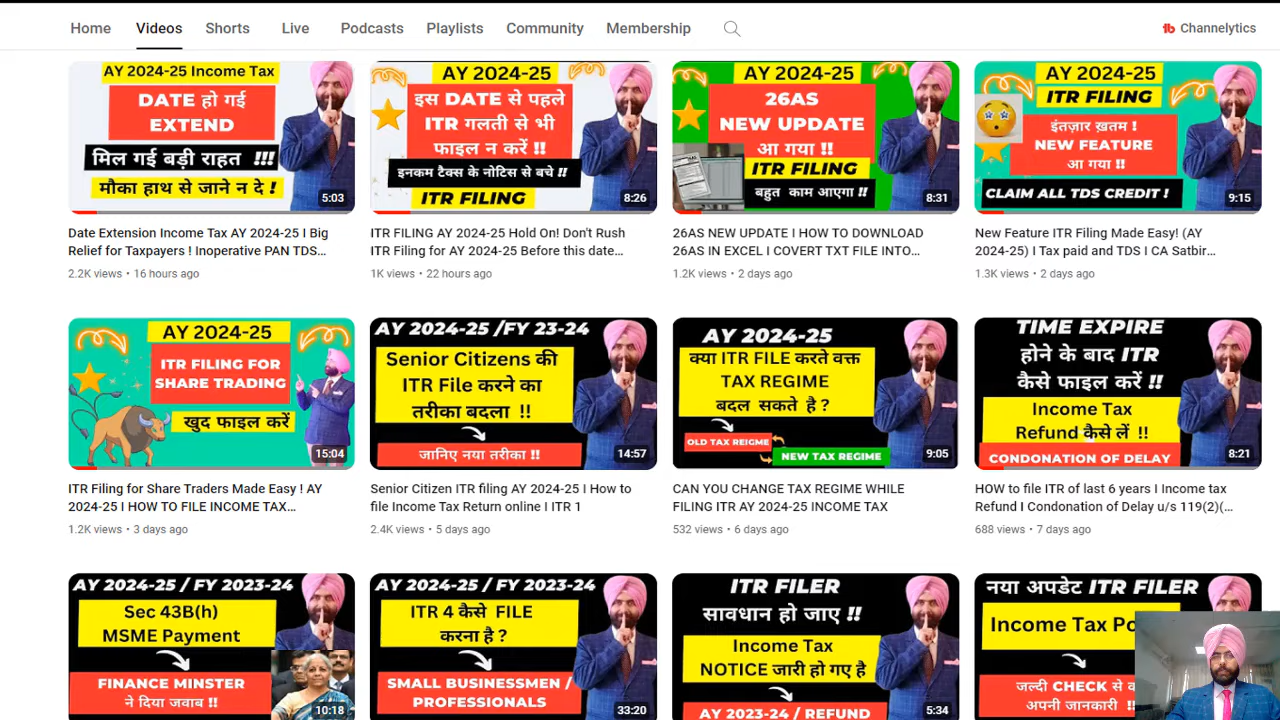 Home Videos Shorts Live Podcasts Playlists Community Membership Channelytics
AY 2024-25 Income Tax
DATE हो गई
EXTEND
मिल गई बड़ी राहत !!!
मौका हाथ से जाने न दे !
5:03
AY 2024-25
इस DATE से पहले
ITR गलती से भी
फाइल न करें !!
इनकम टैक्स के नोटिस से बचे !!
ITR FILING
8:26
AY 2024-25
26AS
NEW UPDATE
आ गया !!
ITR FILING
बहुत काम आएगा !!
8:31
AY 2024-25
ITR FILING
इंतज़ार ख़तम !
NEW FEATURE
आ गया !!
CLAIM ALL TDS CREDIT !
9:15
Date Extension Income Tax AY 2024-25 I Big
Relief for Taxpayers ! Inoperative PAN TDS...
2.2K views • 16 hours ago
ITR FILING AY 2024-25 Hold On! Don't Rush
ITR Filing for AY 2024-25 Before this date...
1K views • 22 hours ago
26AS NEW UPDATE I HOW TO DOWNLOAD
26AS IN EXCEL I COVERT TXT FILE INTO...
1.2K views • 2 days ago
New Feature ITR Filing Made Easy! (AY
2024-25) I Tax paid and TDS I CA Satbir...
1.3K views • 2 days ago
AY 2024-25
ITR FILING FOR
SHARE TRADING
खुद फाइल करें
15:04
AY 2024-25 /FY 23-24
Senior Citizens की
ITR File करने का
तरीका बदला !!
जानिए नया तरीका !!
14:57
AY 2024-25
क्या ITR FILE करते वक्त
TAX REGIME
बदल सकते है ?
OLD TAX REIGME
NEW TAX REGIME
9:05
TIME EXPIRE
होने के बाद ITR
कैसे फाइल करें !!
Income Tax
Refund कैसे लें !!
CONDONATION OF DELAY
8:21
ITR Filing for Share Traders Made Easy ! AY
2024-25 I HOW TO FILE INCOME TAX...
1.2K views • 3 days ago
Senior Citizen ITR filing AY 2024-25 I How to
file Income Tax Return online I ITR 1
2.4K views • 5 days ago
CAN YOU CHANGE TAX REGIME WHILE
FILING ITR AY 2024-25 INCOME TAX
532 views • 6 days ago
HOW to file ITR of last 6 years I Income tax
Refund I Condonation of Delay u/s 119(2)(...
688 views • 7 days ago
AY 2024-25 / FY 2023-24
Sec 43B(h)
MSME Payment
FINANCE MINSTER
ने दिया जवाब !!
10:18
AY 2024-25 / FY 2023-24
ITR 4 कैसे FILE
करना है ?
SMALL BUSINESSMEN /
PROFESSIONALS
33:20
ITR FILER
सावधान हो जाए !!
Income Tax
NOTICE जारी हो गए है
AY 2023-24 / REFUND
5:34
नया अपडेट ITR FILER
Income Tax Po
जल्दी CHECK से
अपनी जानकारी !!